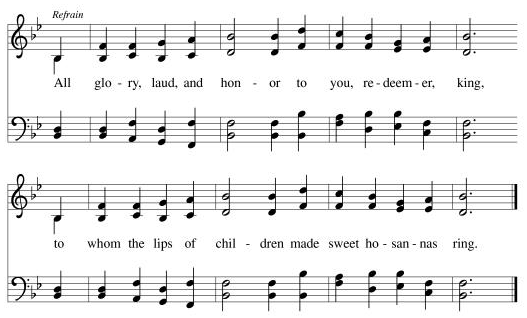 Refrain
All glo - ry, laud, and hon - or to you, re - deem - er, king,
to whom the lips of chil - dren made sweet ho - san - nas ring.